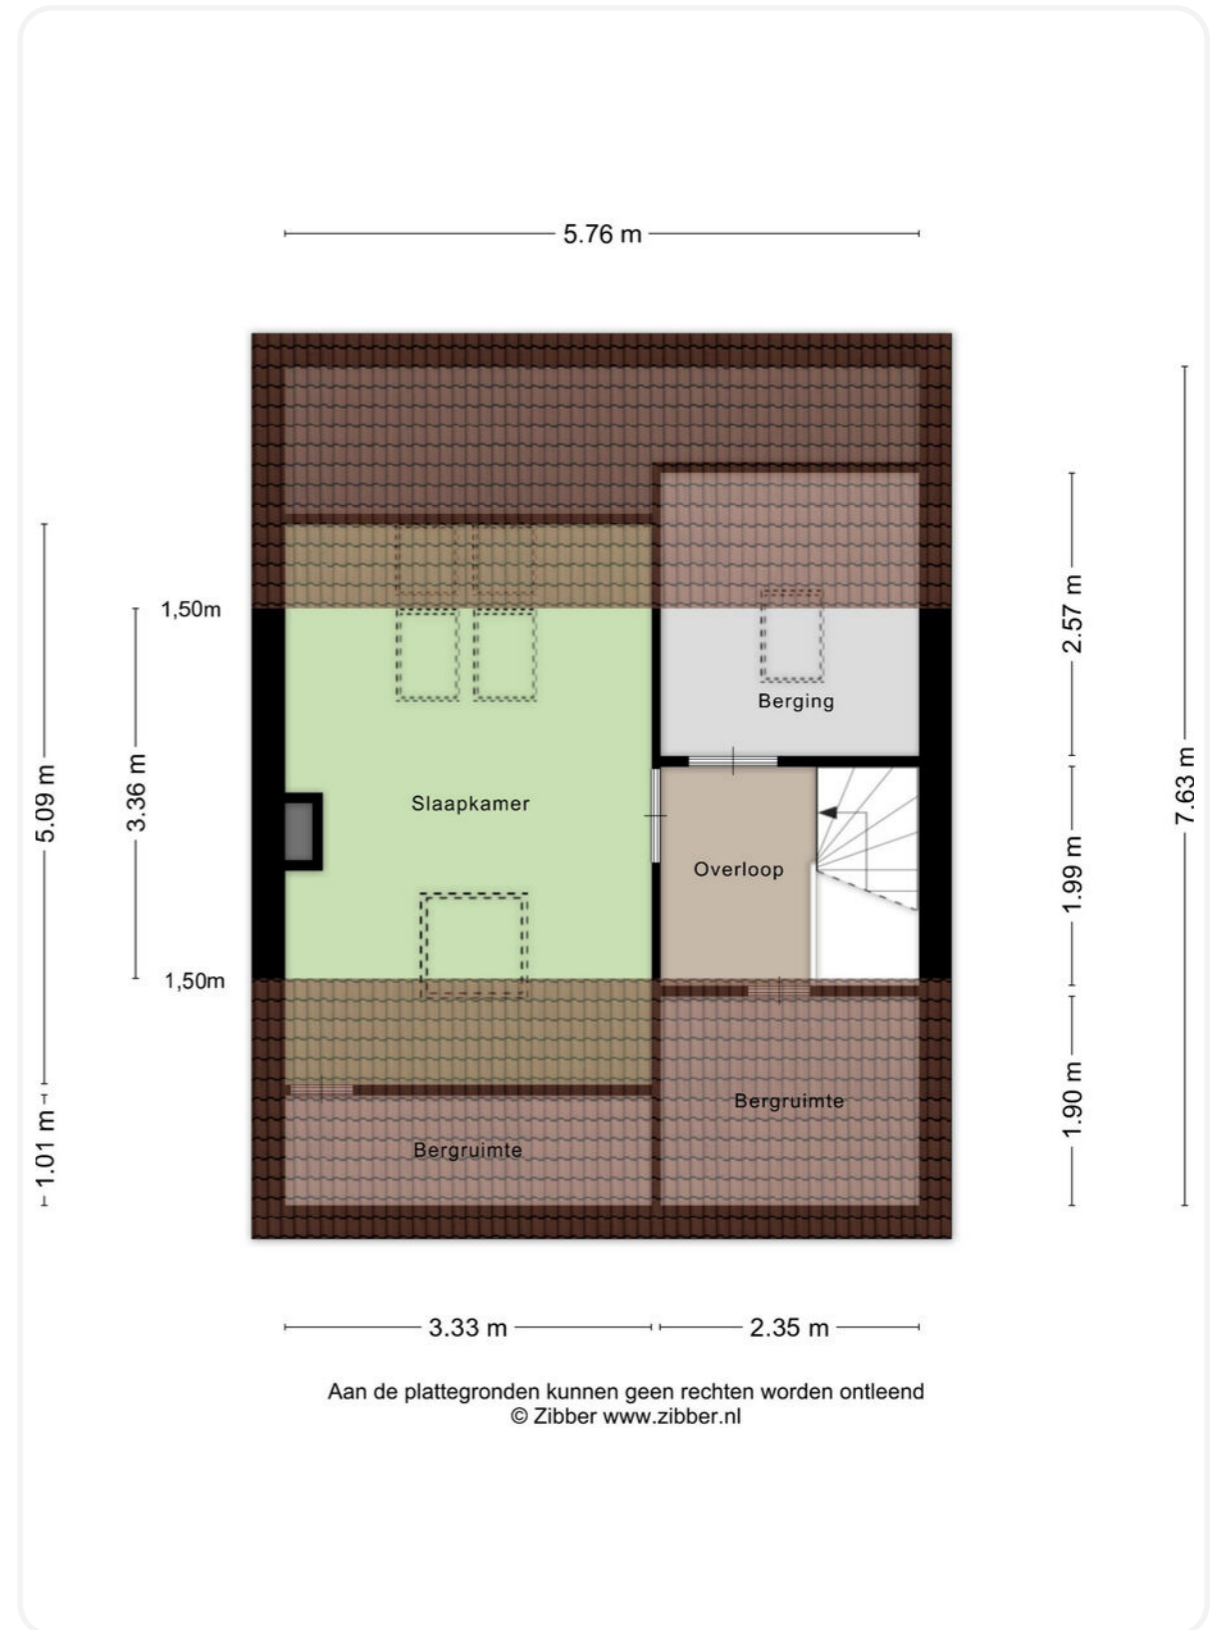 5.76 m
1,50m
2.57 m
Berging
7.63 m
5.09 m
3.36 m
Slaapkamer
Overloop
1.99 m
1,50m
1.01 m
Bergruimte
Bergruimte
1.90 m
3.33 m
2.35 m
Aan de plattegronden kunnen geen rechten worden ontleend
© Zibber www.zibber.nl